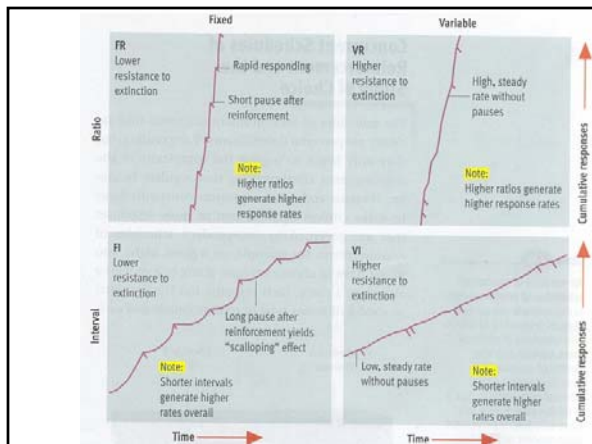 Fixed
Variable
FR
Lower
resistance to
extinction
Rapid responding
Short pause after
reinforcement
Note:
Higher ratios
generate higher
response rates
VR
Higher
resistance to
extinction
High, steady
rate without
pauses
Note:
Higher ratios generate
higher response rates
Ratio
Cumulative responses
FI
Lower
resistance to
extinction
Long pause after
reinforcement yields
"scalloping" effect
Note:
Shorter intervals
generate higher
rates overall
VI
Higher
resistance to
extinction
Low, steady rate
without pauses
Note:
Shorter intervals
generate higher
rates overall
Interval
Cumulative responses
Time
Time